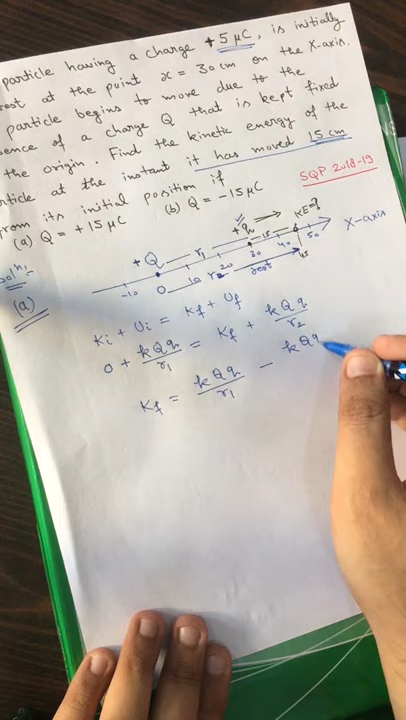 particle having a charge +5 μC, is initially
rest at the point x = 30 cm on the X-axis.
particle begins to move due to the
sence of a charge Q that is kept fixed
the origin. Find the kinetic energy of the
rticle at the instant it has moved 15 cm
from its initial position if
(a) Q = +15 μC (b) Q = -15 μC
SQP 2018-19
Solⁿ:-
(a)
+Q r₁ +q KE=?
-10 0 10 r₂ 20 30 15 40 45 50 X-axis
rest
Ki + Ui = Kf + Uf
0 + kQq/r₁ = Kf + kQq/r₂
Kf = kQq/r₁ - kQq